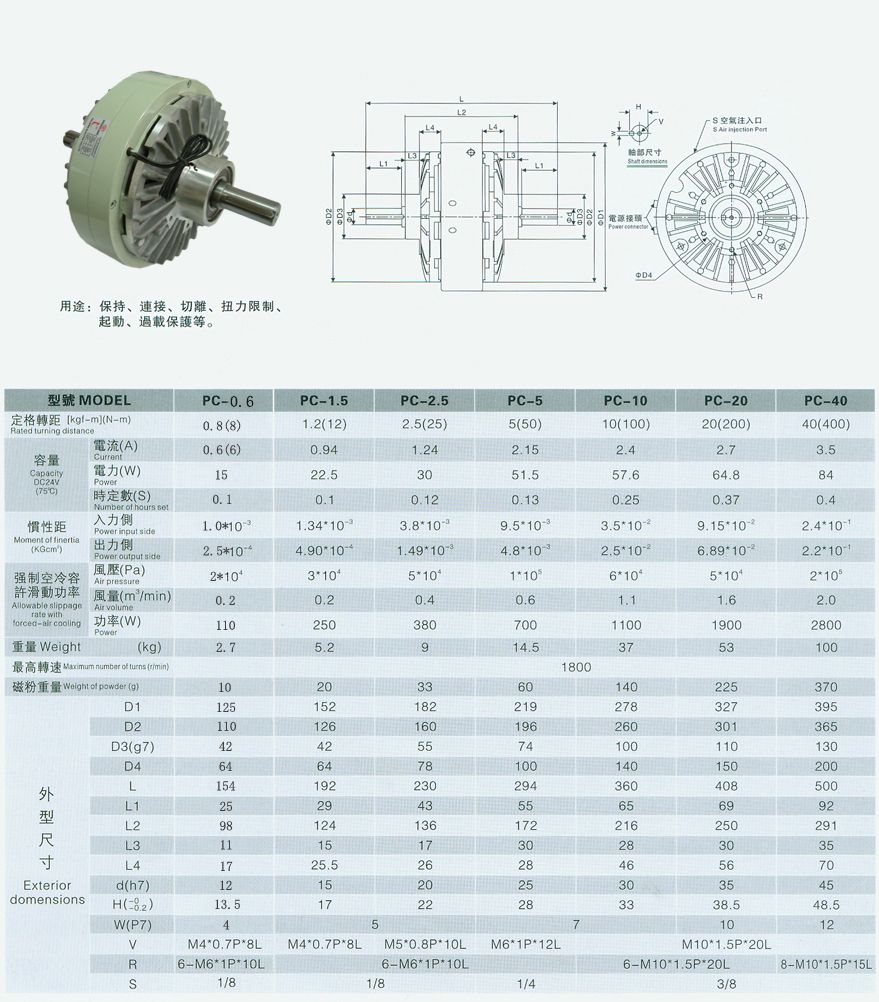 L
L2
L4
L4
L3
L3
L1
L1
ΦD2
ΦD3
Φd
Φd
ΦD3
ΦD2
ΦD1
H
V
W
軸部尺寸
Shaft dimensions
S 空氣注入口
S Air injection Port
電源接頭
Power connector
ΦD4
R
用途：保持、連接、切離、扭力限制、
起動、過載保護等。
型號 MODEL PC-0.6 PC-1.5 PC-2.5 PC-5 PC-10 PC-20 PC-40
定格轉距 [kgf-m](N-m) 0.8(8) 1.2(12) 2.5(25) 5(50) 10(100) 20(200) 40(400)
Rated turning distance
容量
Capacity
DC24V
(75℃)
電流(A) 0.6(6) 0.94 1.24 2.15 2.4 2.7 3.5
Current
電力(W) 15 22.5 30 51.5 57.6 64.8 84
Power
時定數(S) 0.1 0.1 0.12 0.13 0.25 0.37 0.4
Number of hours set
慣性距
Moment of finertia
(KGcm²)
入力側 1.0*10⁻³ 1.34*10⁻³ 3.8*10⁻³ 9.5*10⁻³ 3.5*10⁻² 9.15*10⁻² 2.4*10⁻¹
Power input side
出力側 2.5*10⁻⁴ 4.90*10⁻⁴ 1.49*10⁻³ 4.8*10⁻³ 2.5*10⁻² 6.89*10⁻² 2.2*10⁻¹
Power output side
强制空冷容
許滑動功率
Allowable slippage
rate with
forced-air cooling
風壓(Pa) 2*10⁴ 3*10⁴ 5*10⁴ 1*10⁵ 6*10⁴ 5*10⁴ 2*10⁵
Air pressure
風量(m³/min) 0.2 0.2 0.4 0.6 1.1 1.6 2.0
Air volume
功率(W) 110 250 380 700 1100 1900 2800
Power
重量 Weight (kg) 2.7 5.2 9 14.5 37 53 100
最高轉速 Maximum number of turns (r/min) 1800
磁粉重量 Weight of powder (g) 10 20 33 60 140 225 370
外
型
尺
寸
Exterior
domensions
D1 125 152 182 219 278 327 395
D2 110 126 160 196 260 301 365
D3(g7) 42 42 55 74 100 110 130
D4 64 64 78 100 140 150 200
L 154 192 230 294 360 408 500
L1 25 29 43 55 65 69 92
L2 98 124 136 172 216 250 291
L3 11 15 17 30 28 30 35
L4 17 25.5 26 28 46 56 70
d(h7) 12 15 20 25 30 35 45
H(-0 -0.2) 13.5 17 22 28 33 38.5 48.5
W(P7) 4 5 7 10 12
V M4*0.7P*8L M4*0.7P*8L M5*0.8P*10L M6*1P*12L M10*1.5P*20L
R 6-M6*1P*10L 6-M6*1P*10L 6-M10*1.5P*20L 8-M10*1.5P*15L
S 1/8 1/8 1/4 3/8